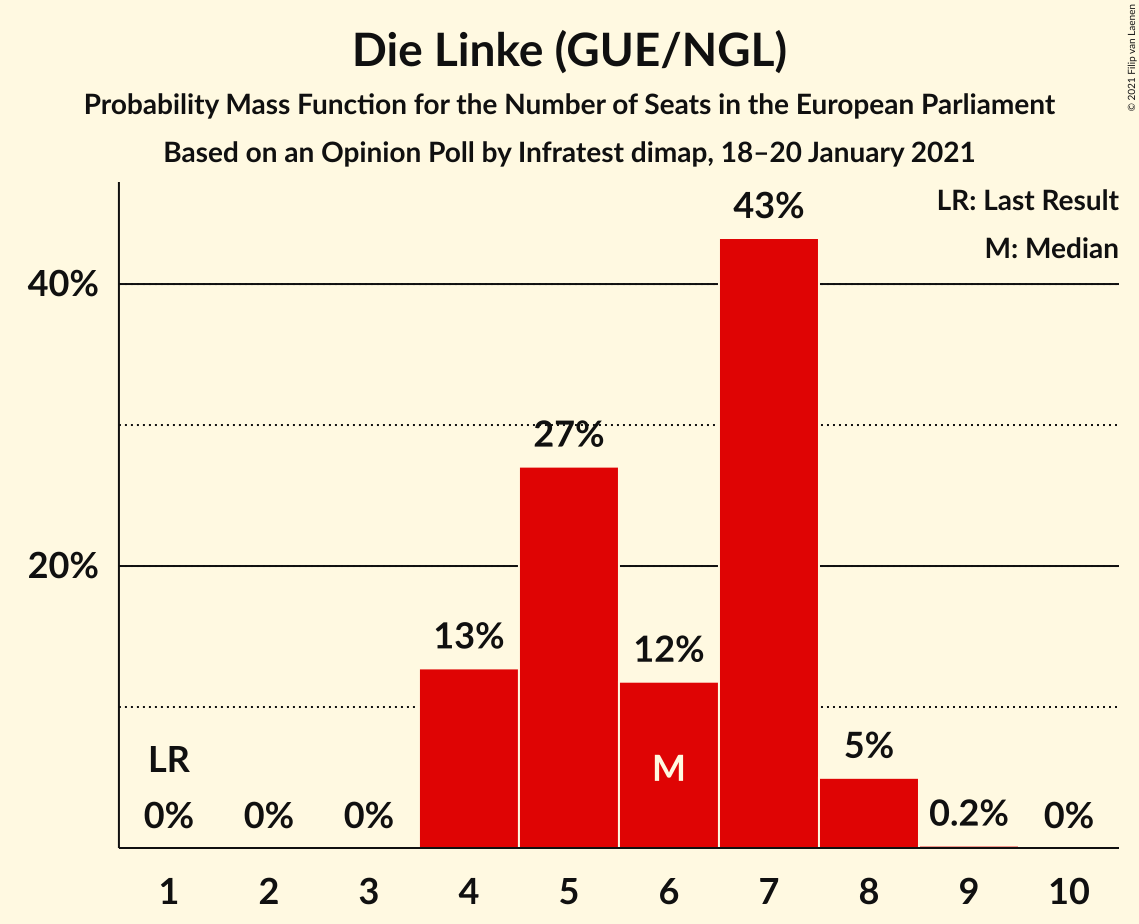 Die Linke (GUE/NGL)
Probability Mass Function for the Number of Seats in the European Parliament
Based on an Opinion Poll by Infratest dimap, 18–20 January 2021
© 2021 Filip van Laenen
LR: Last Result
M: Median
43%
40%
27%
20%
13%
12%
LR
M
5%
0%
0%
0%
0.2%
0%
1 2 3 4 5 6 7 8 9 10